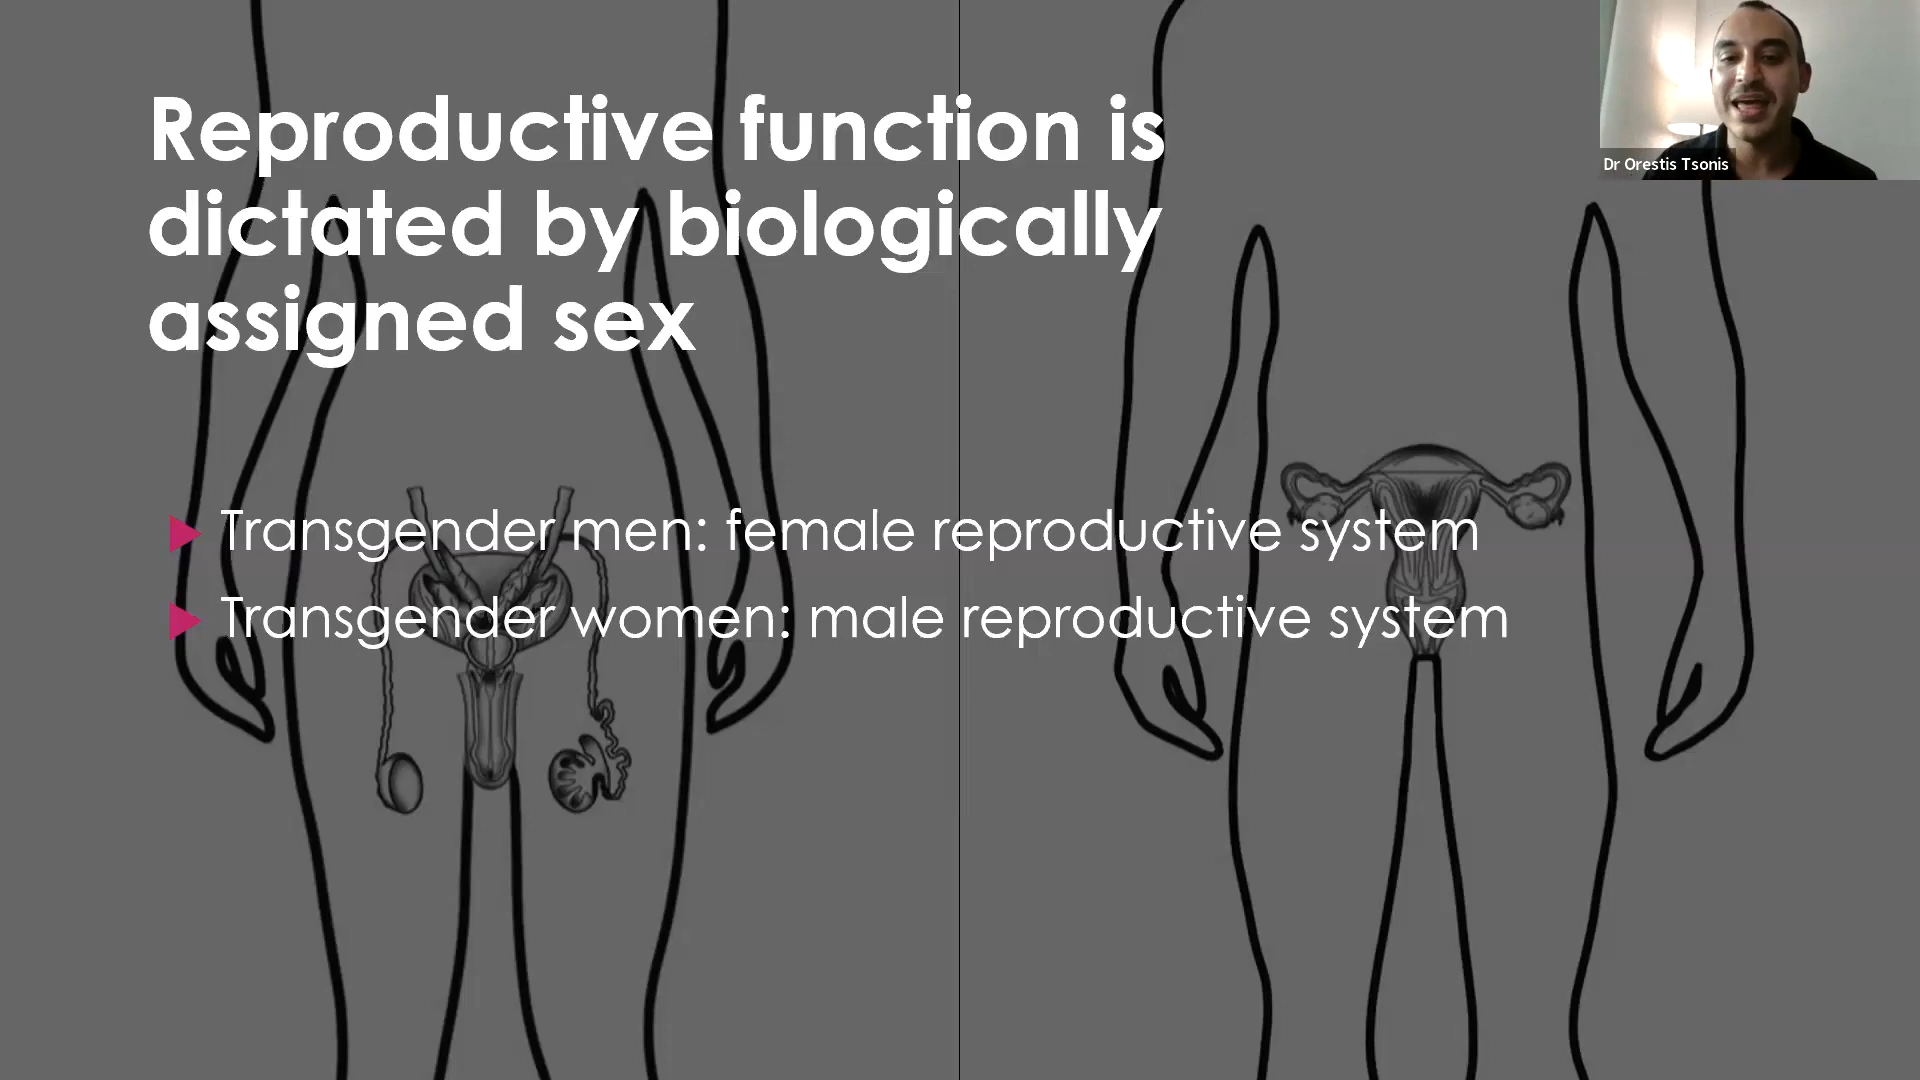 Reproductive function is
dictated by biologically
assigned sex
Transgender men: female reproductive system
Transgender women: male reproductive system
Dr Orestis Tsonis